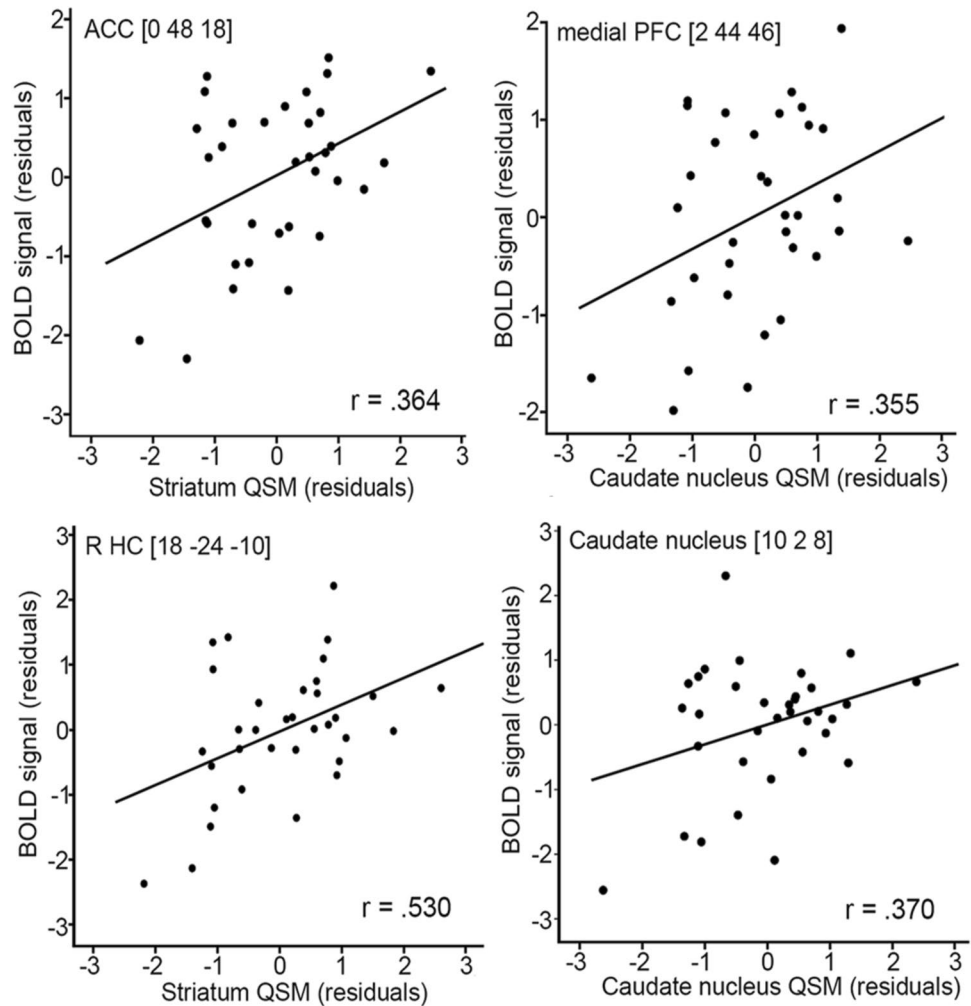 ACC [0 48 18]
BOLD signal (residuals)
2
1
0
-1
-2
-3
r = .364
-3 -2 -1 0 1 2 3
Striatum QSM (residuals)
medial PFC [2 44 46]
BOLD signal (residuals)
2
1
0
-1
-2
r = .355
-3 -2 -1 0 1 2 3
Caudate nucleus QSM (residuals)
R HC [18 -24 -10]
BOLD signal (residuals)
3
2
1
0
-1
-2
-3
r = .530
-3 -2 -1 0 1 2 3
Striatum QSM (residuals)
Caudate nucleus [10 2 8]
BOLD signal (residuals)
3
2
1
0
-1
-2
-3
r = .370
-3 -2 -1 0 1 2 3
Caudate nucleus QSM (residuals)